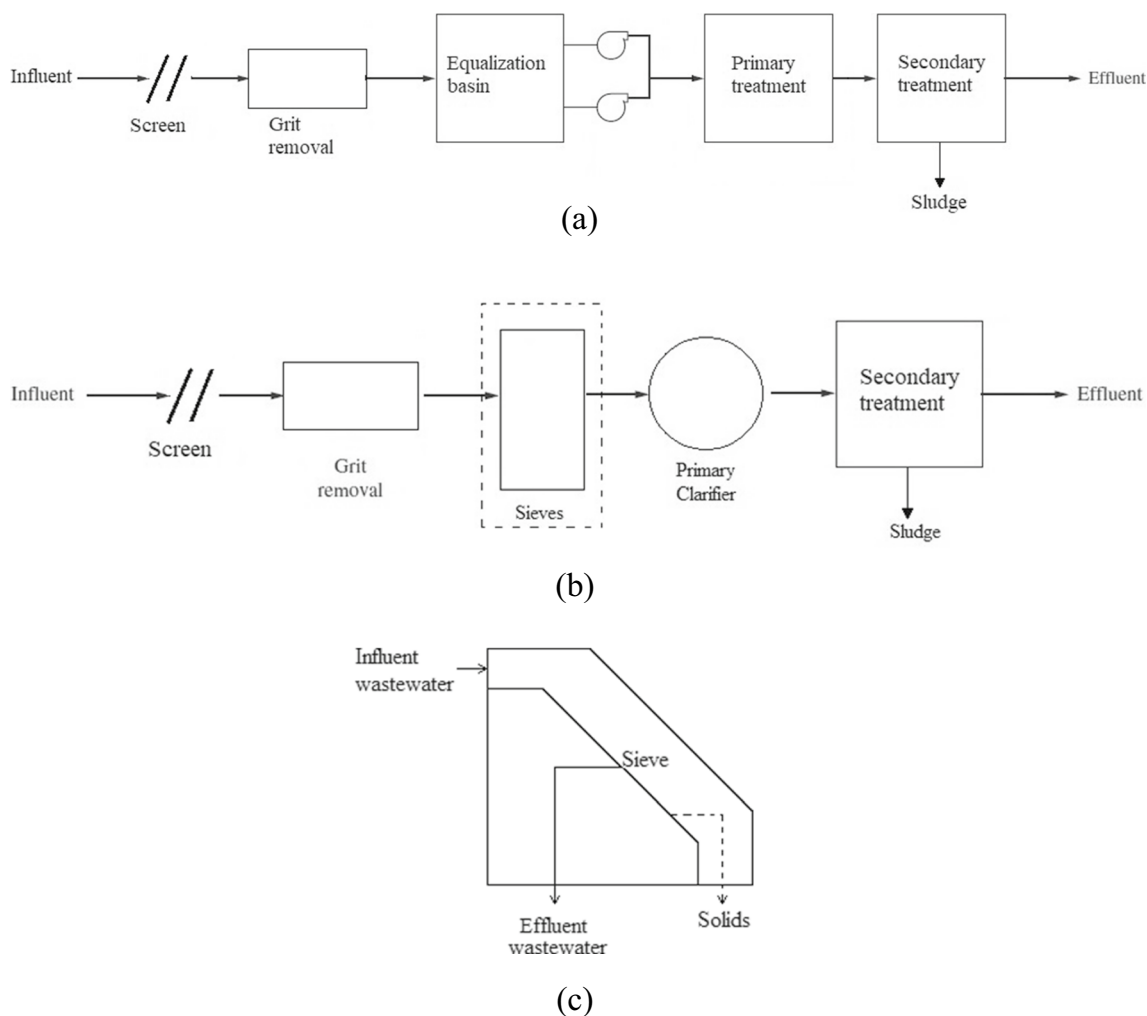 Influent
Screen
Grit
removal
Equalization
basin
Primary
treatment
Secondary
treatment
Effluent
Sludge
(a)
Influent
Screen
Grit
removal
Sieves
Primary
Clarifier
Secondary
treatment
Effluent
Sludge
(b)
Influent
wastewater
Sieve
Effluent
wastewater
Solids
(c)